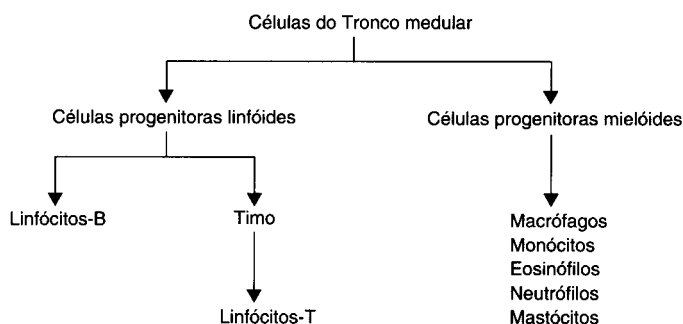 Células do Tronco medular
Células progenitoras linfóides
Células progenitoras mielóides
Linfócitos-B
Timo
Linfócitos-T
Macrófagos
Monócitos
Eosinófilos
Neutrófilos
Mastócitos